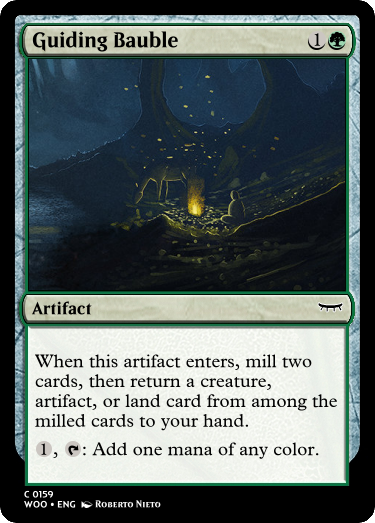 Guiding Bauble 1
Artifact
When this artifact enters, mill two
cards, then return a creature,
artifact, or land card from among the
milled cards to your hand.
1, : Add one mana of any color.
C 0159
WOO • ENG Roberto Nieto